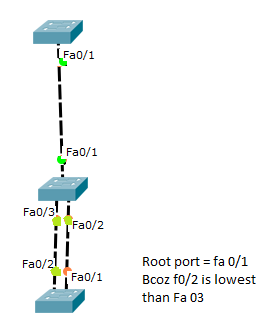 Fa0/1
Fa0/1
Fa0/3
Fa0/2
Fa0/2
Fa0/1
Root port = fa 0/1
Bcoz f0/2 is lowest
than Fa 03